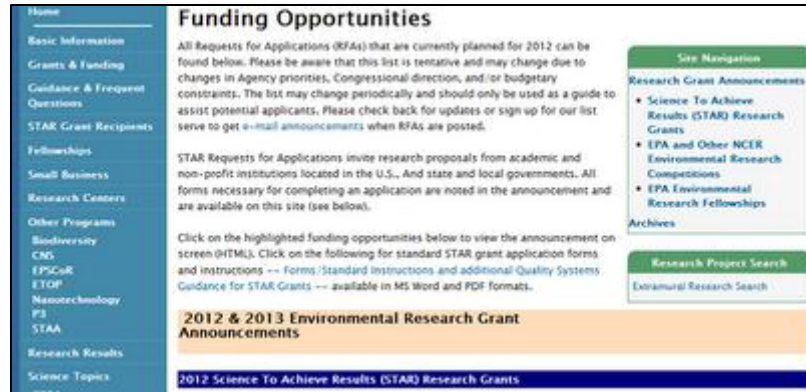 Home
Basic Information
Grants & Funding
Guidance & Frequent
Questions
STAR Grant Recipients
Fellowships
Small Business
Research Centers
Other Programs
Biodiversity
CNS
EPSCoR
ETOP
Nanotechnology
P3
STAA
Research Results
Science Topics
Funding Opportunities
All Requests for Applications (RFAs) that are currently planned for 2012 can be
found below. Please be aware that this list is tentative and may change due to
changes in Agency priorities, Congressional direction, and/or budgetary
constraints. The list may change periodically and should only be used as a guide to
assist potential applicants. Please check back for updates or sign up for our list
serve to get e-mail announcements when RFAs are posted.
STAR Requests for Applications invite research proposals from academic and
non-profit institutions located in the U.S., And state and local governments. All
forms necessary for completing an application are noted in the announcement and
are available on this site (see below).
Click on the highlighted funding opportunities below to view the announcement on
screen (HTML). Click on the following for standard STAR grant application forms
and instructions -- Forms/Standard Instructions and additional Quality Systems
Guidance for STAR Grants -- available in MS Word and PDF formats.
2012 & 2013 Environmental Research Grant
Announcements
2012 Science To Achieve Results (STAR) Research Grants
Site Navigation
Research Grant Announcements
• Science To Achieve
Results (STAR) Research
Grants
• EPA and Other NCER
Environmental Research
Competitions
• EPA Environmental
Research Fellowships
Archives
Research Project Search
Extramural Research Search